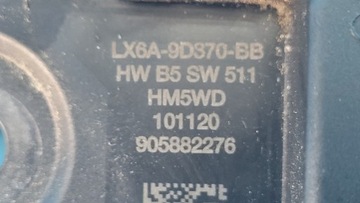 LX6A-9D370-BB
HW B5 SW 511
HM5WD
101120
905882276